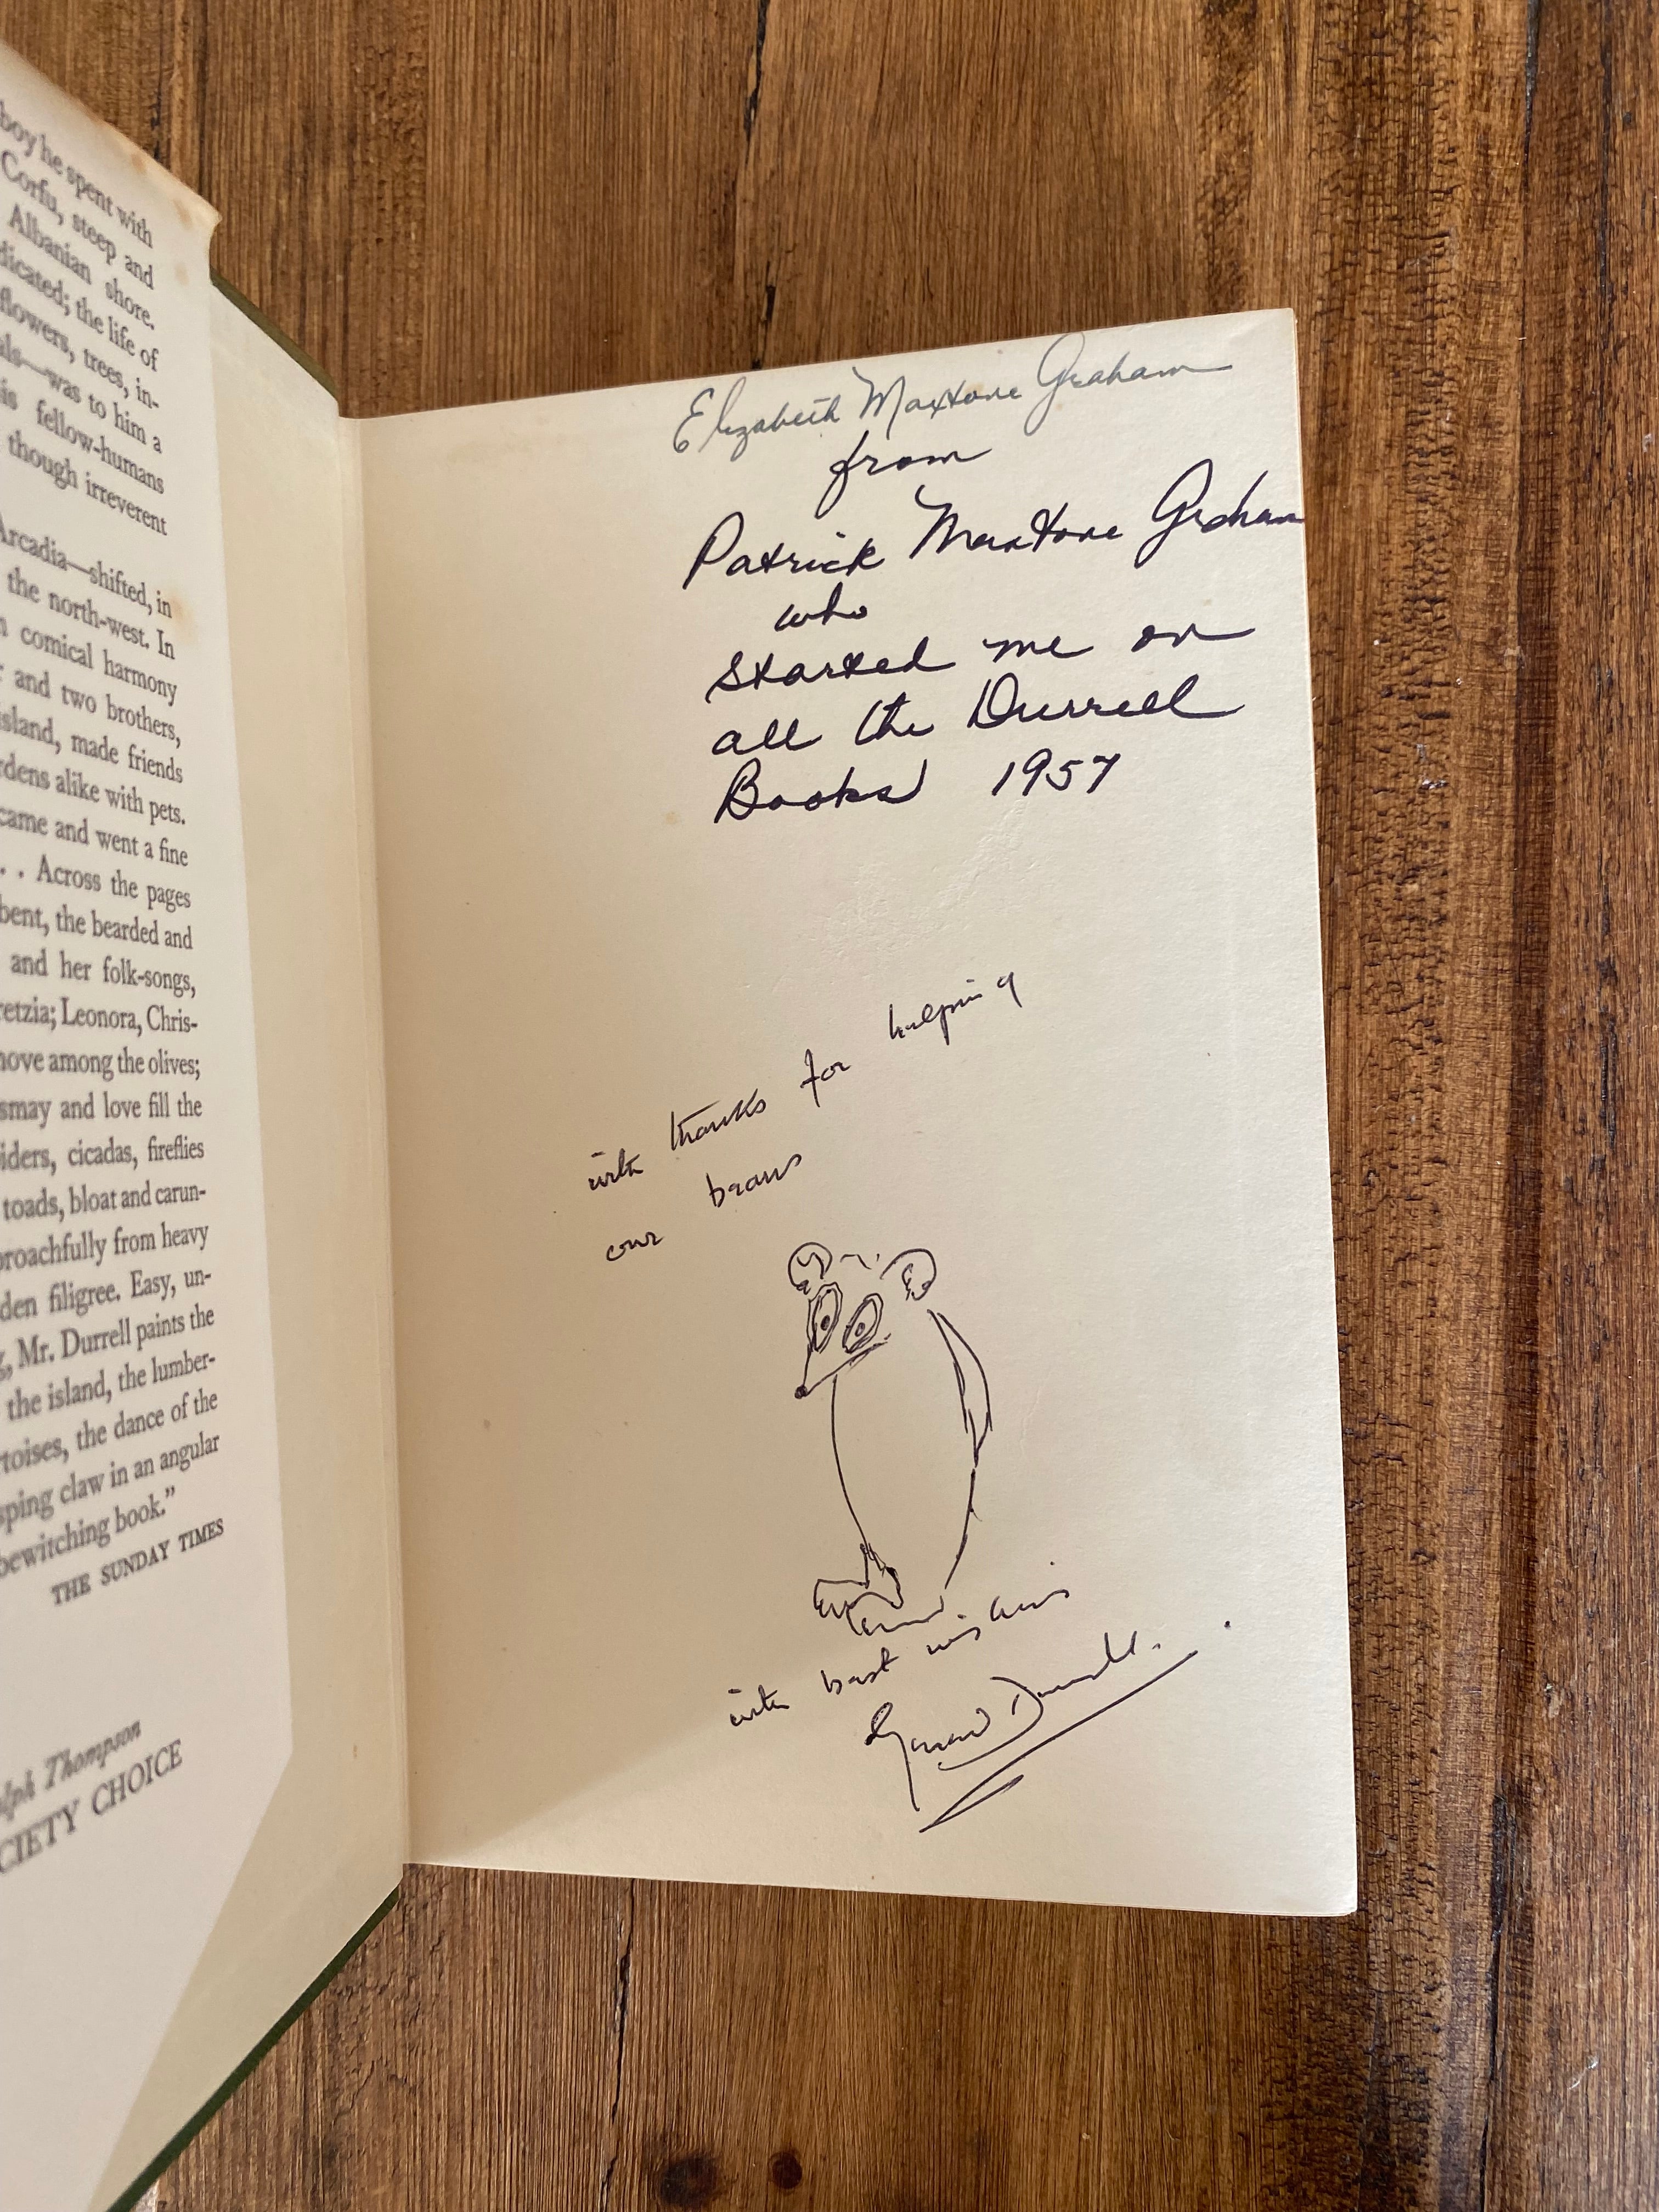 boy he spent with
Corfu, steep and
Albanian shore.
dicated; the life of
flowers, trees, in-
als—was to him a
is fellow-humans
though irreverent
Arcadia—shifted, in
the north-west. In
n comical harmony
r and two brothers,
island, made friends
rdens alike with pets.
came and went a fine
. . Across the pages
bent, the bearded and
and her folk-songs,
retzia; Leonora, Chris-
move among the olives;
smay and love fill the
iders, cicadas, fireflies
toads, bloat and carun-
proachfully from heavy
den filigree. Easy, un-
g, Mr. Durrell paints the
the island, the lumber-
rtoises, the dance of the
sping claw in an angular
bewitching book.”
THE SUNDAY TIMES
alph Thompson
CIETY CHOICE
Elizabeth Maxtone Graham
from
Patrick Maxtone Graham
who
started me on
all the Durrell
Books 1957
with thanks for helping
our bears
with best wishes
Gerald Durrell.